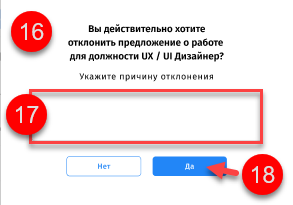 16
Вы действительно хотите
отклонить предложение о работе
для должности UX / UI Дизайнер?
Укажите причину отклонения
17
Нет
Да
18